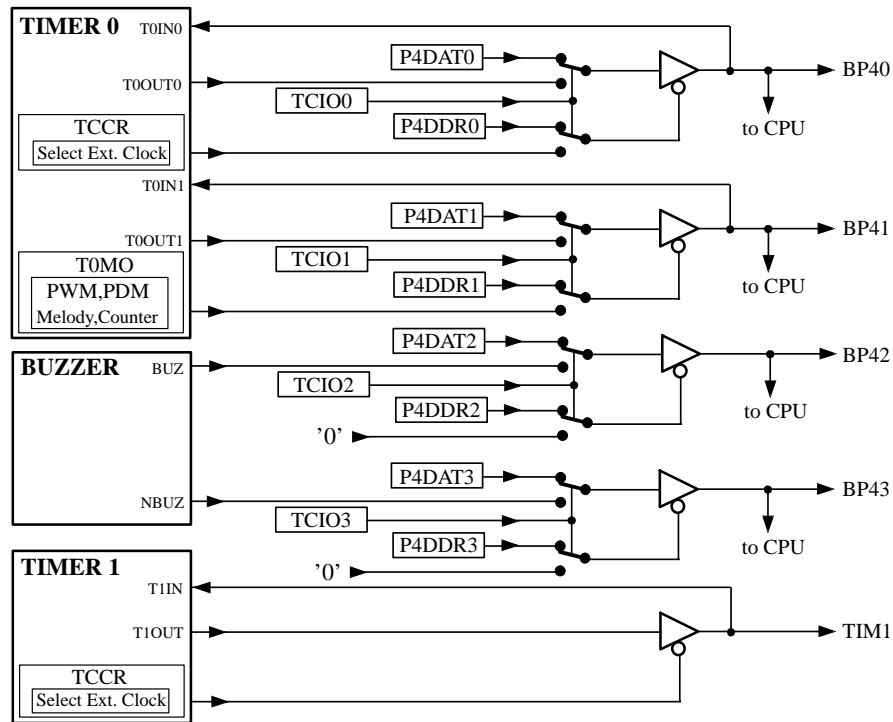 TIMER 0
T0IN0
P4DAT0
T0OUT0
BP40
TCIO0
TCCR
P4DDR0
to CPU
Select Ext. Clock
T0IN1
P4DAT1
T0OUT1
BP41
TCIO1
T0MO
P4DDR1
to CPU
PWM,PDM
Melody,Counter
P4DAT2
BUZZER
BUZ
BP42
TCIO2
P4DDR2
to CPU
'0'
P4DAT3
NBUZ
BP43
TCIO3
P4DDR3
to CPU
TIMER 1
'0'
T1IN
T1OUT
TIM1
TCCR
Select Ext. Clock